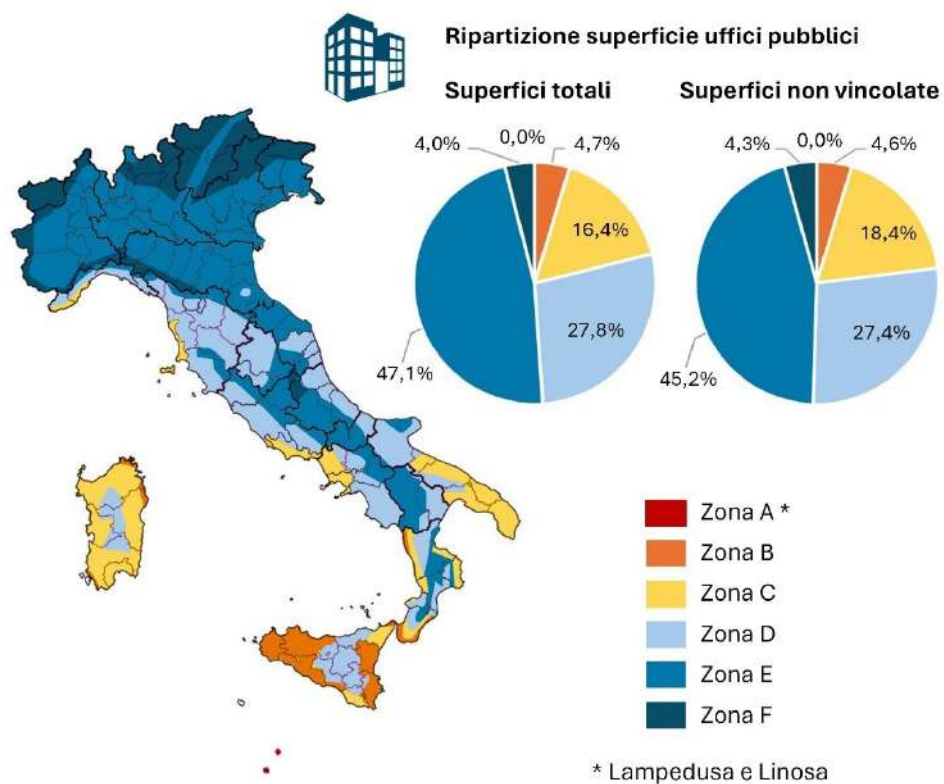 Ripartizione superficie uffici pubblici
Superfici totali
Superfici non vincolate
4,0%
0,0%
4,7%
16,4%
27,8%
47,1%
4,3%
0,0%
4,6%
18,4%
27,4%
45,2%
Zona A *
Zona B
Zona C
Zona D
Zona E
Zona F
* Lampedusa e Linosa